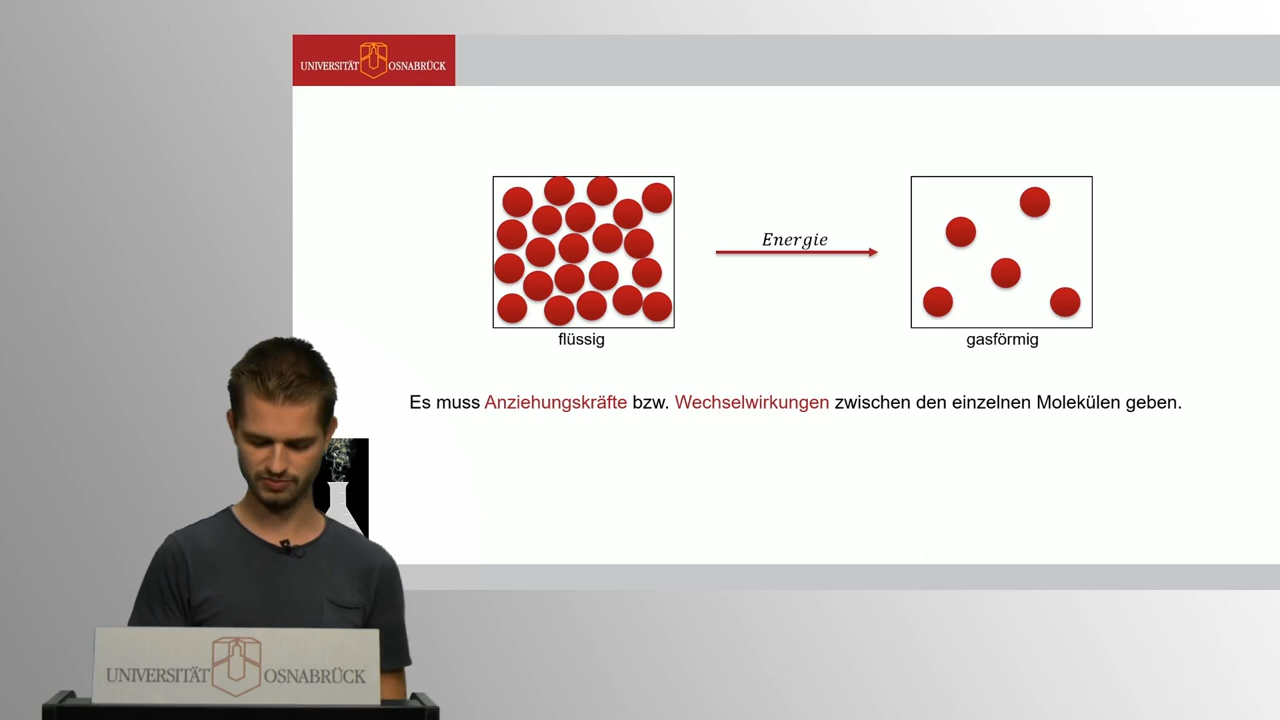 UNIVERSITÄT OSNABRÜCK
Energie
flüssig
gasförmig
Es muss Anziehungskräfte bzw. Wechselwirkungen zwischen den einzelnen Molekülen geben.
UNIVERSITÄT OSNABRÜCK